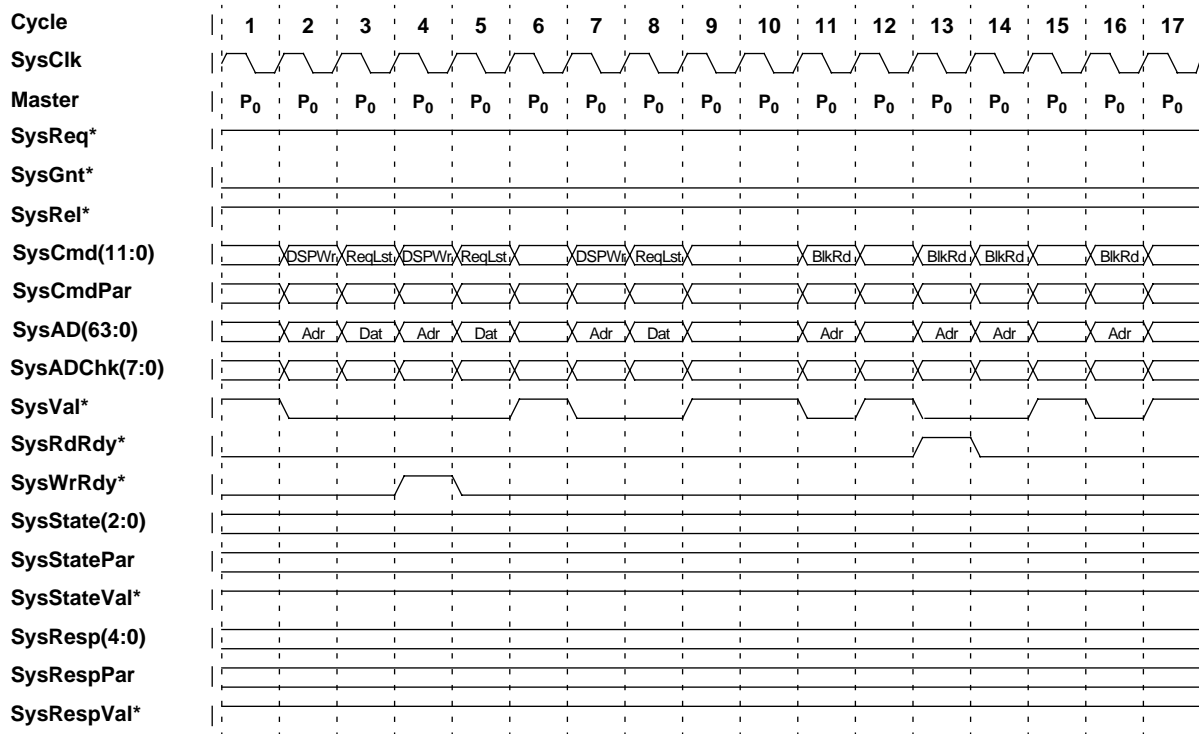 Cycle 1 2 3 4 5 6 7 8 9 10 11 12 13 14 15 16 17
SysClk
Master P0 P0 P0 P0 P0 P0 P0 P0 P0 P0 P0 P0 P0 P0 P0 P0 P0
SysReq*
SysGnt*
SysRel*
SysCmd(11:0) DSPWr ReqLst DSPWr ReqLst DSPWr ReqLst BlkRd BlkRd BlkRd BlkRd
SysCmdPar
SysAD(63:0) Adr Dat Adr Dat Adr Dat Adr Adr Adr Adr
SysADChk(7:0)
SysVal*
SysRdRdy*
SysWrRdy*
SysState(2:0)
SysStatePar
SysStateVal*
SysResp(4:0)
SysRespPar
SysRespVal*